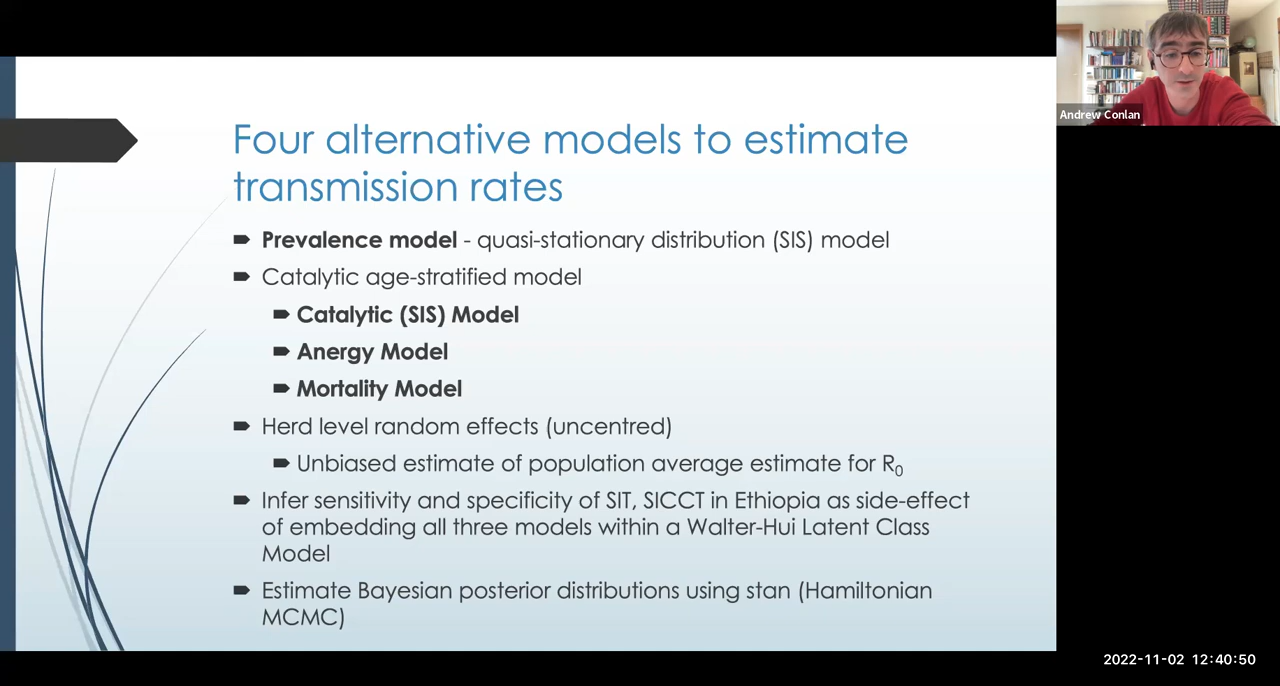 Four alternative models to estimate
transmission rates
Prevalence model - quasi-stationary distribution (SIS) model
Catalytic age-stratified model
Catalytic (SIS) Model
Anergy Model
Mortality Model
Herd level random effects (uncentred)
Unbiased estimate of population average estimate for R₀
Infer sensitivity and specificity of SIT, SICCT in Ethiopia as side-effect
of embedding all three models within a Walter-Hui Latent Class
Model
Estimate Bayesian posterior distributions using stan (Hamiltonian
MCMC)
Andrew Conlan
2022-11-02 12:40:50